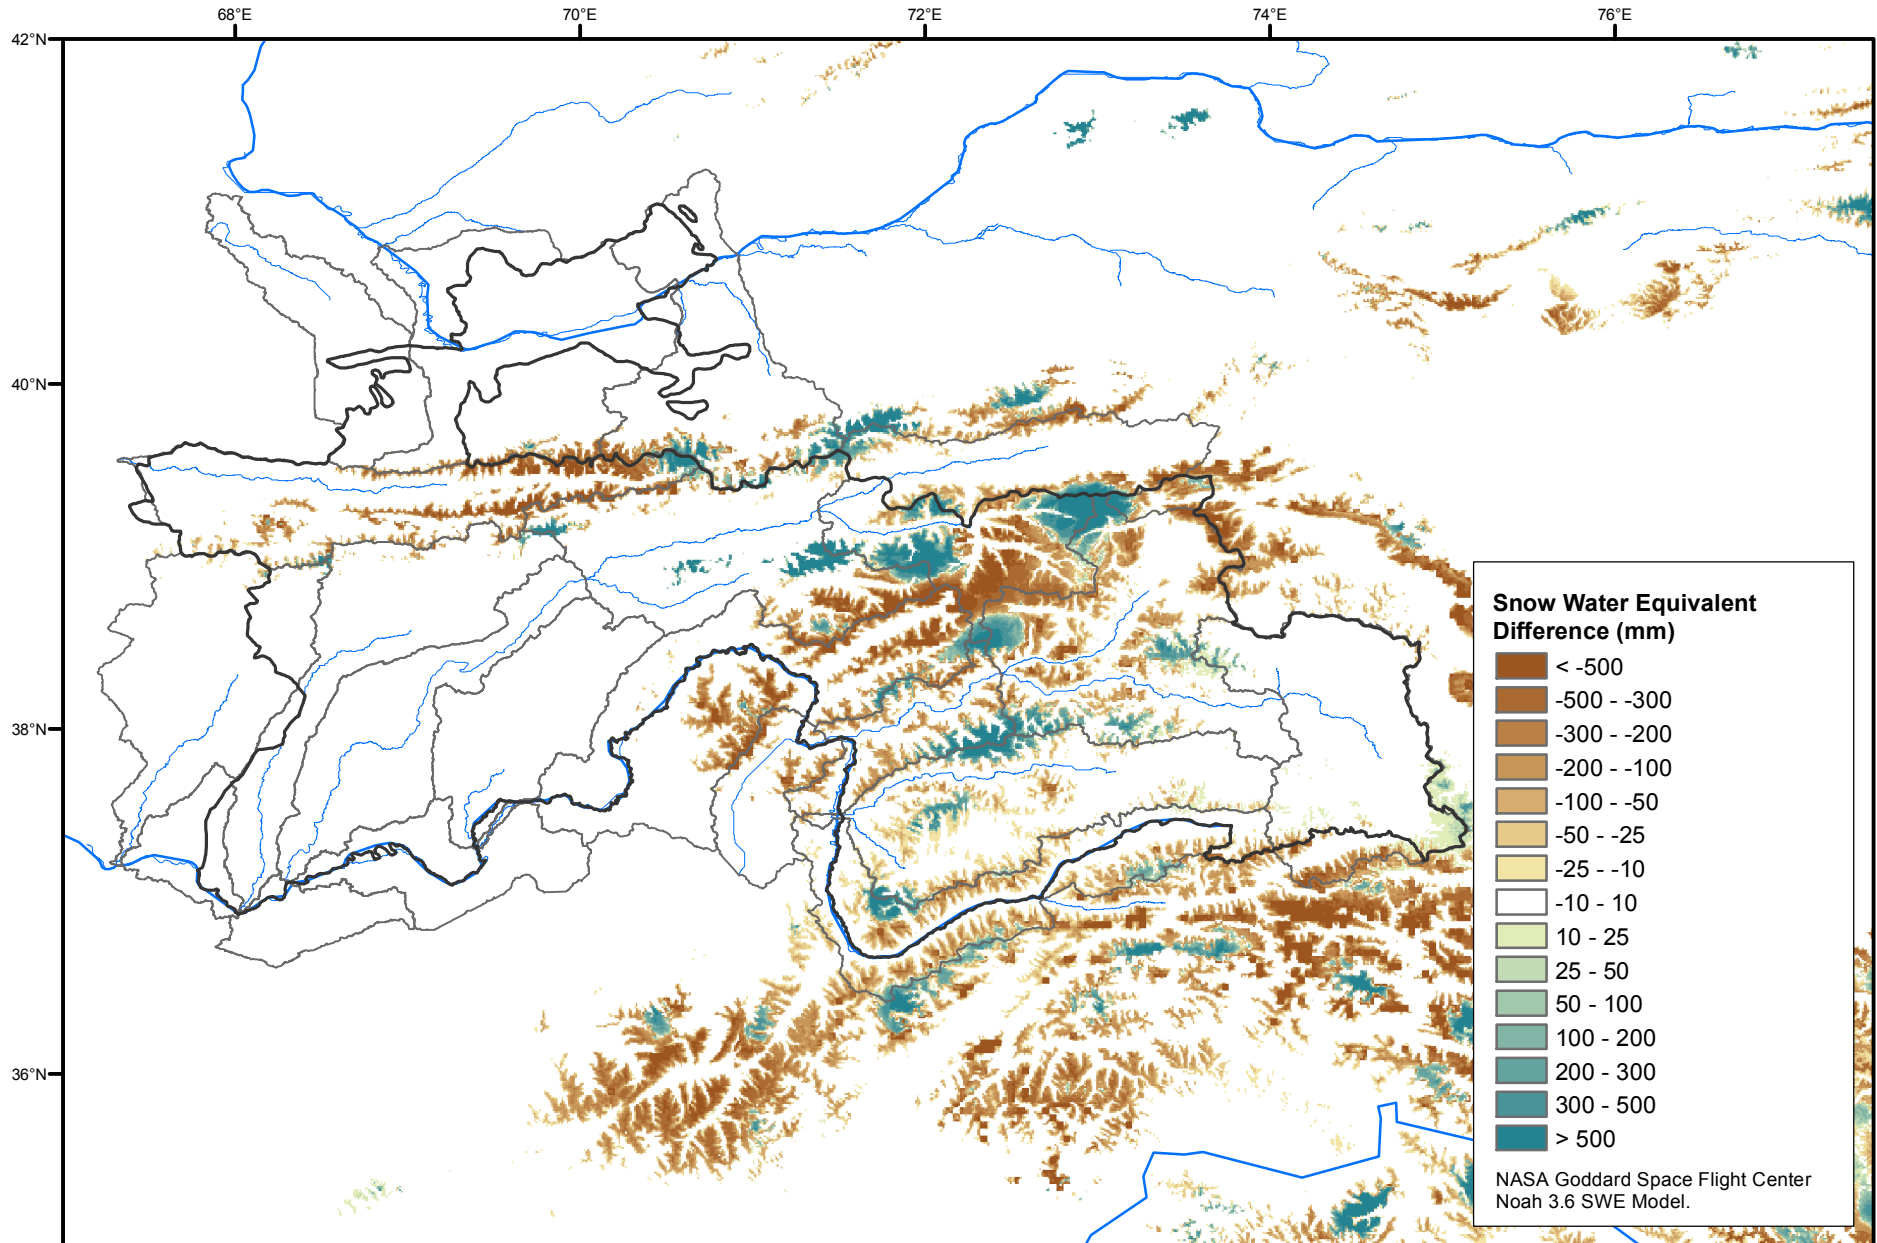 68°E
70°E
72°E
74°E
76°E
42°N
40°N
38°N
36°N
Snow Water Equivalent
Difference (mm)
< -500
-500 - -300
-300 - -200
-200 - -100
-100 - -50
-50 - -25
-25 - -10
-10 - 10
10 - 25
25 - 50
50 - 100
100 - 200
200 - 300
300 - 500
> 500
NASA Goddard Space Flight Center
Noah 3.6 SWE Model.